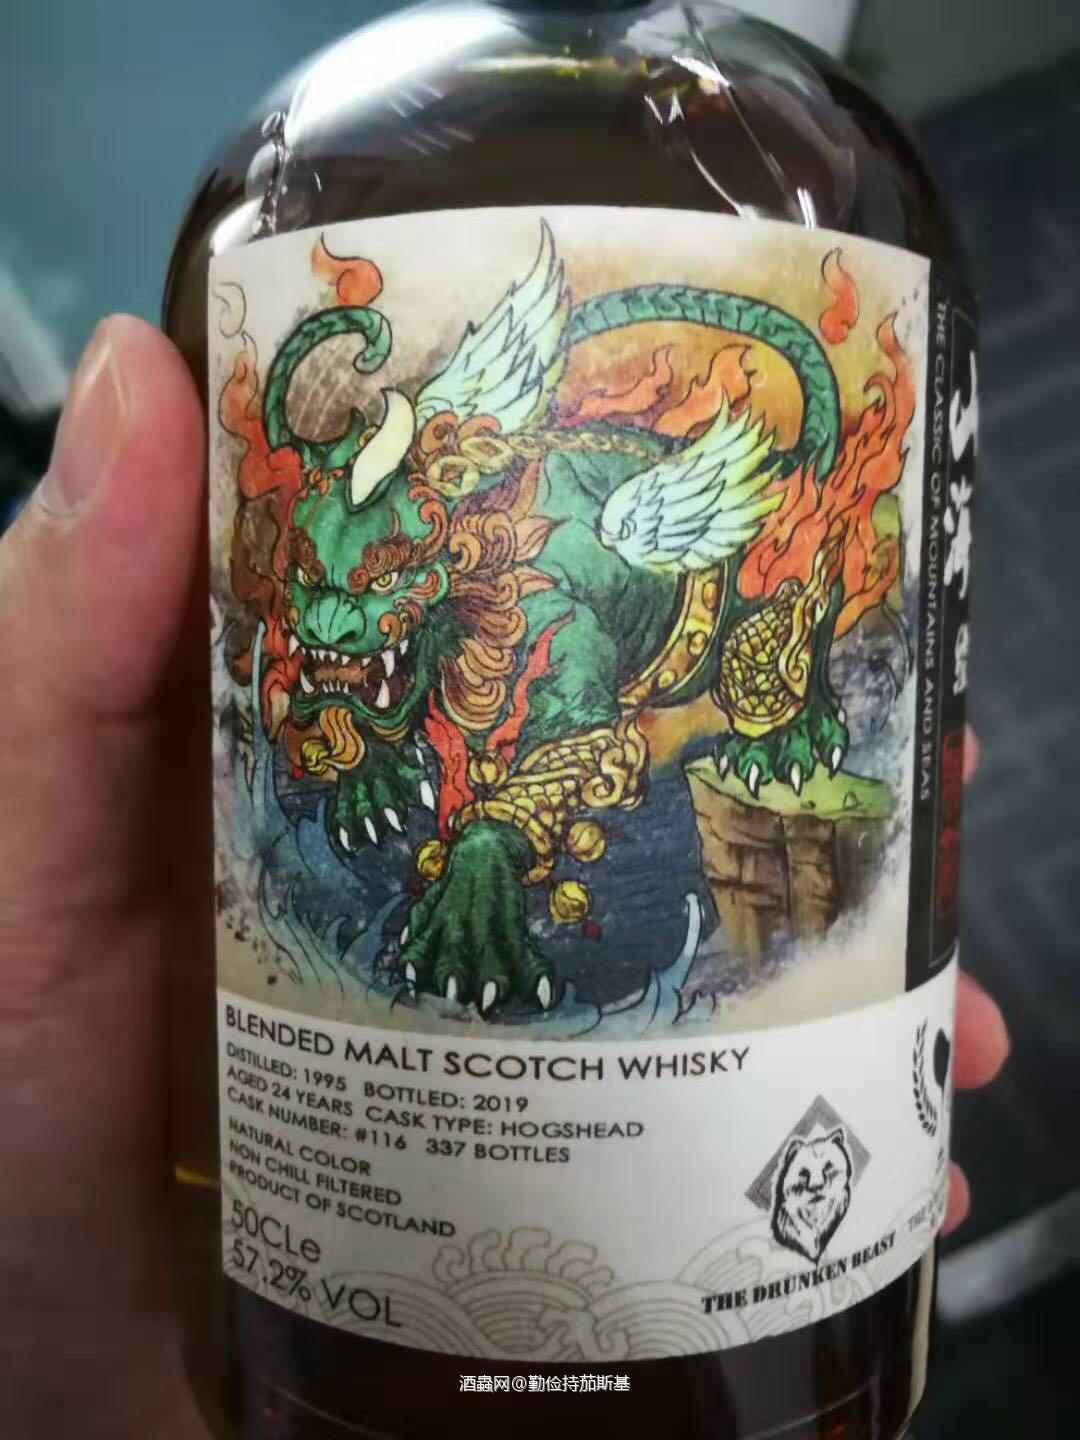 THE CLASSIC OF MOUNTAINS AND SEAS
BLENDED MALT SCOTCH WHISKY
DISTILLED: 1995 BOTTLED: 2019
AGED 24 YEARS CASK TYPE: HOGSHEAD
CASK NUMBER: #116 337 BOTTLES
NATURAL COLOR
NON CHILL FILTERED
PRODUCT OF SCOTLAND
50CLe
57.2% VOL
THE DRUNKEN BEAST
THE
酒蟲网@勤俭持茄斯基